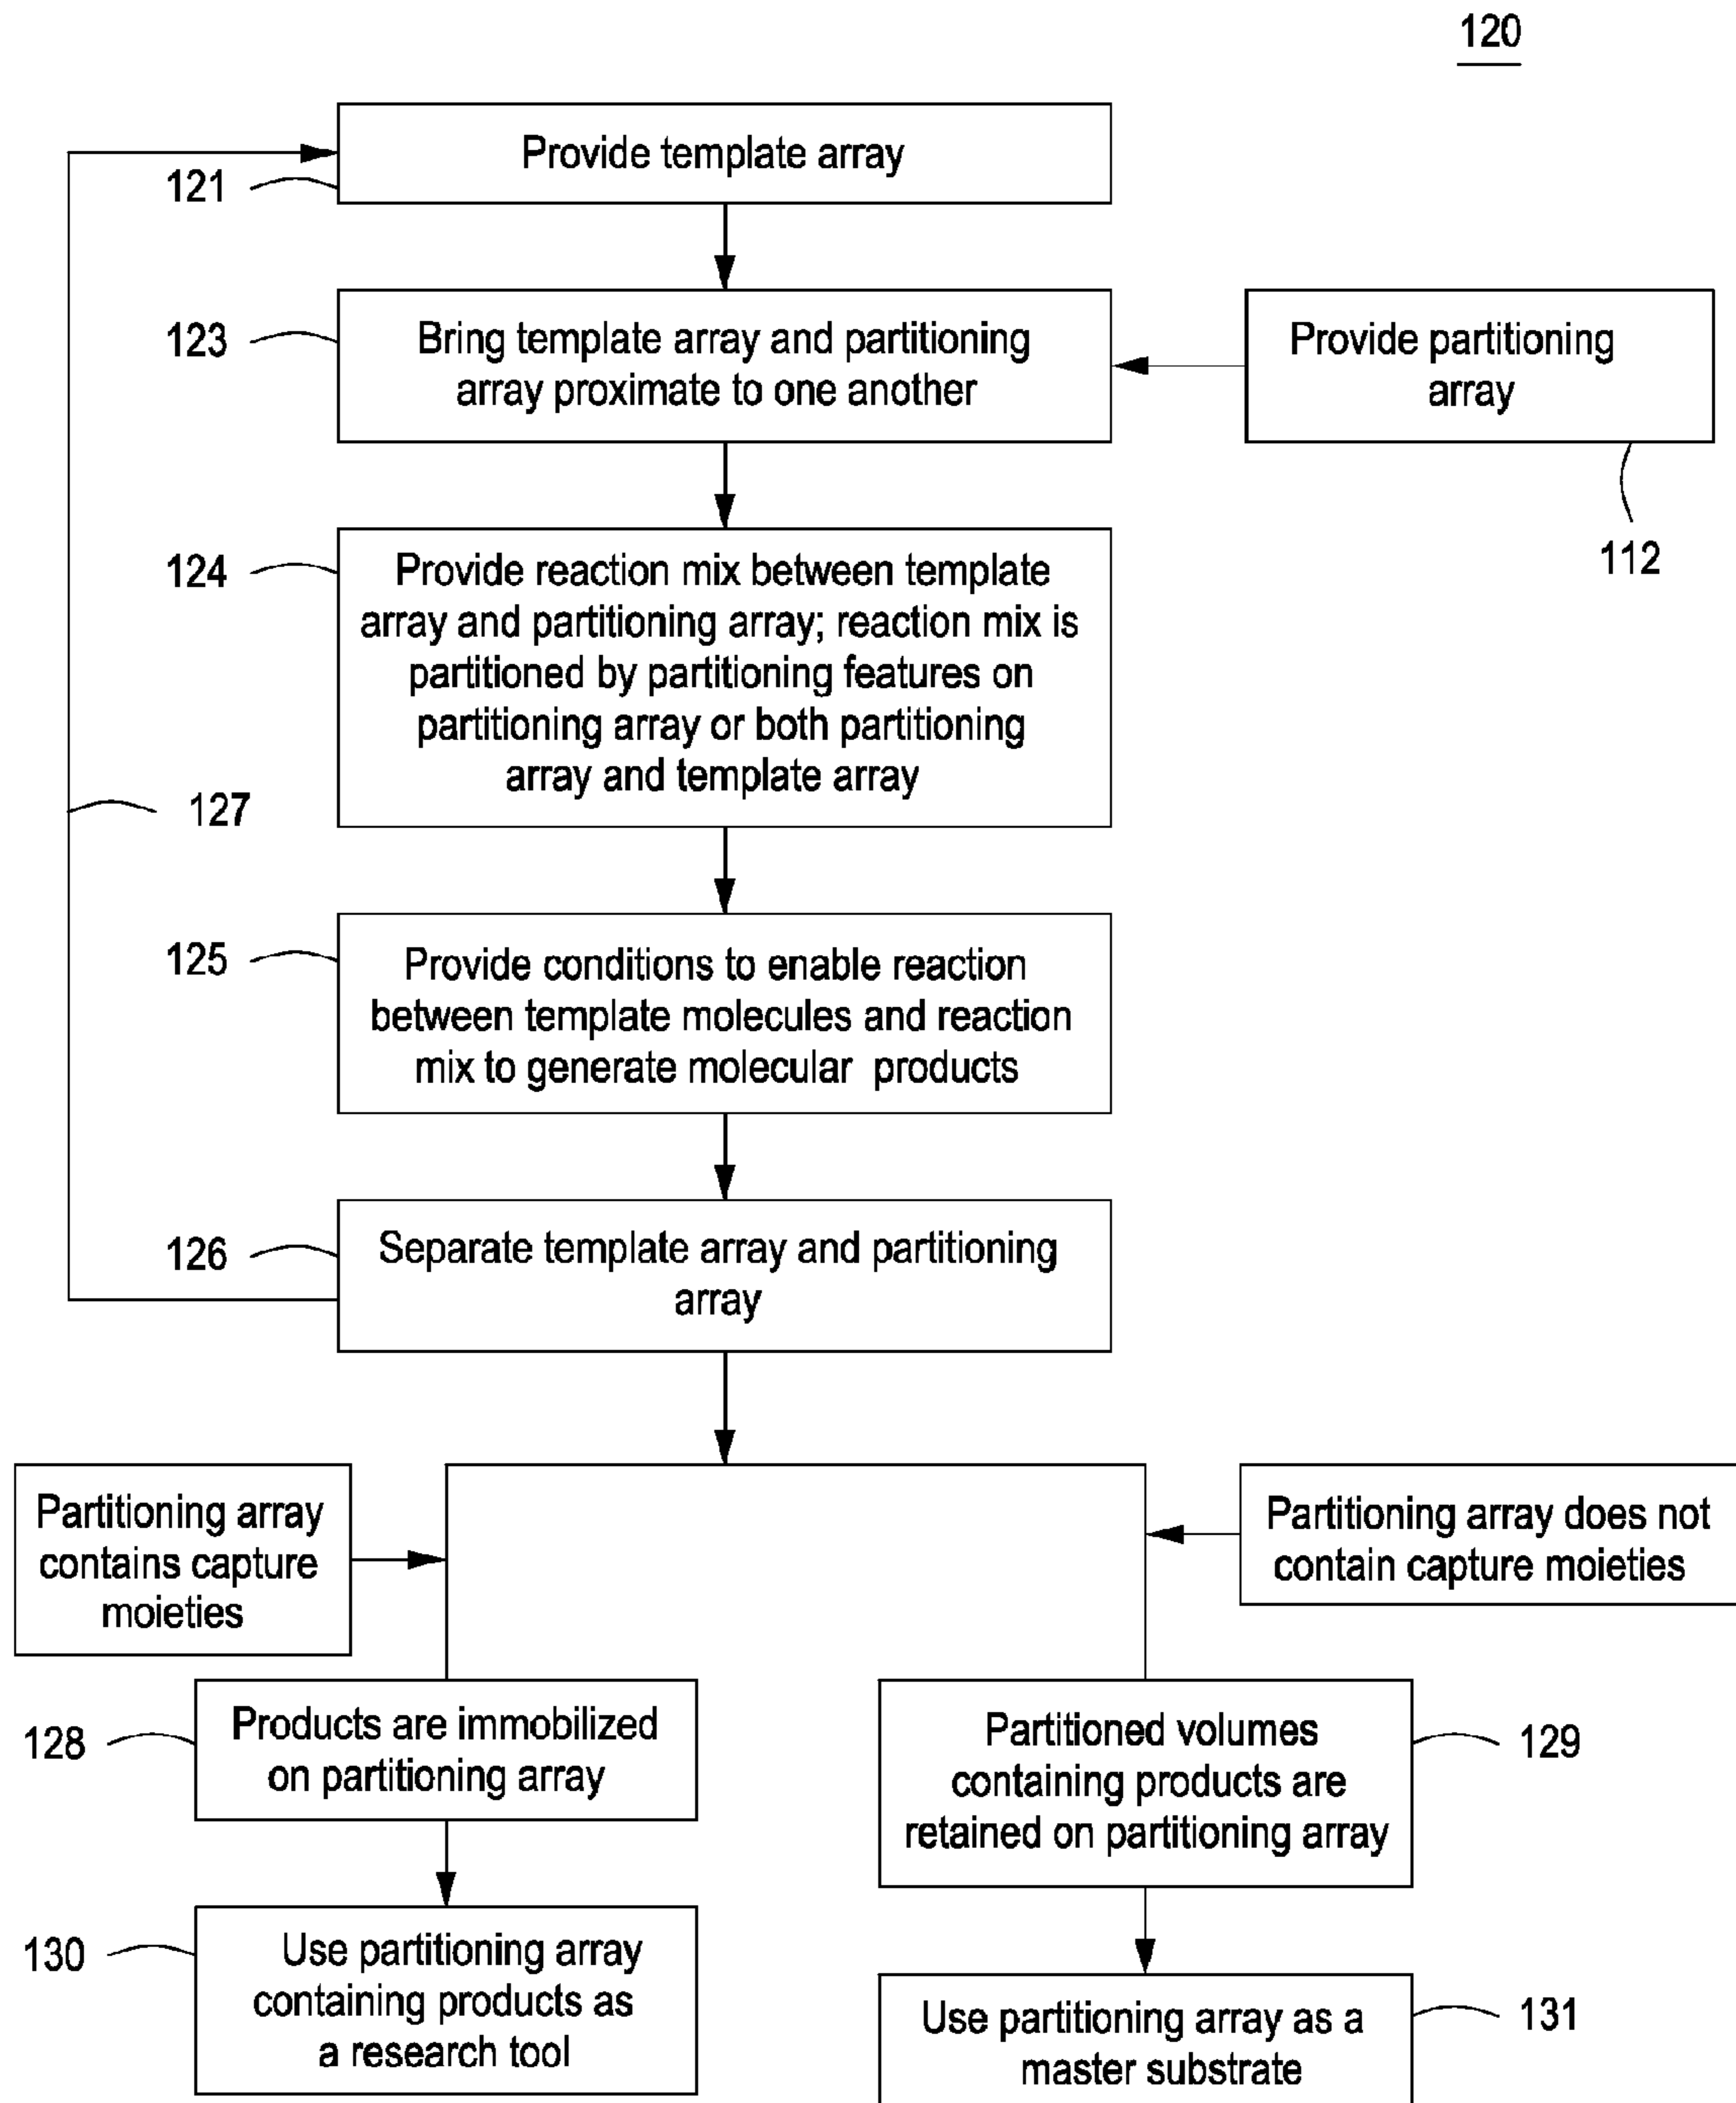 120
Provide template array
121
123
Bring template array and partitioning
array proximate to one another
Provide partitioning
array
112
124
Provide reaction mix between template
array and partitioning array; reaction mix is
partitioned by partitioning features on
partitioning array or both partitioning
array and template array
127
125
Provide conditions to enable reaction
between template molecules and reaction
mix to generate molecular products
126
Separate template array and partitioning
array
Partitioning array
contains capture
moieties
Partitioning array does not
contain capture moieties
128
Products are immobilized
on partitioning array
Partitioned volumes
containing products are
retained on partitioning array
129
130
Use partitioning array
containing products as
a research tool
Use partitioning array as a
master substrate
131